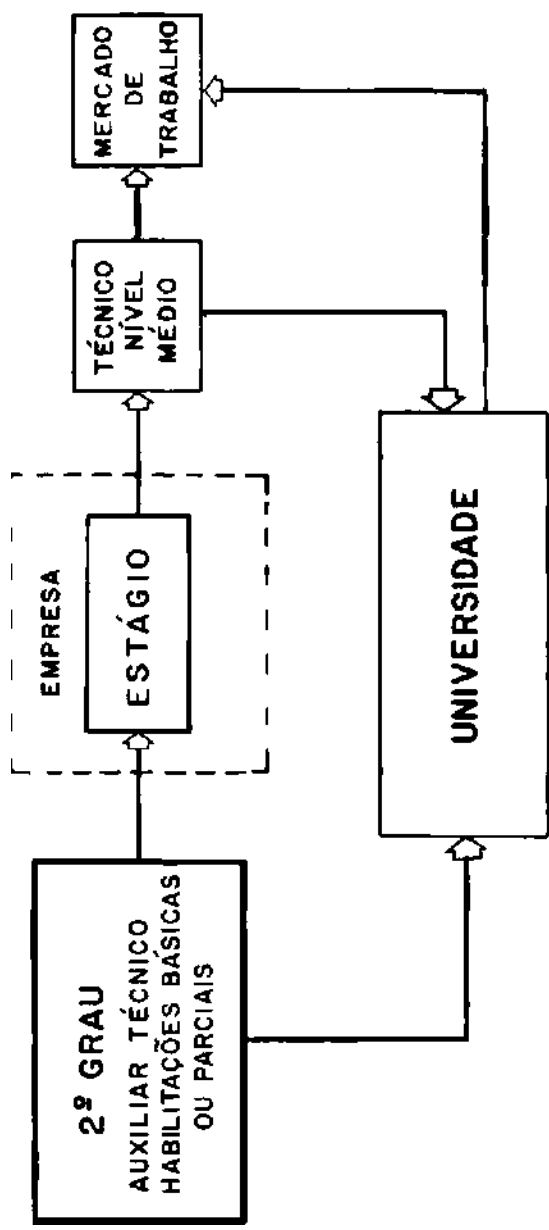 2º GRAU
AUXILIAR TÉCNICO
HABILITAÇÕES BÁSICAS
OU PARCIAIS
EMPRESA
ESTÁGIO
TÉCNICO
NÍVEL
MÉDIO
MERCADO
DE
TRABALHO
UNIVERSIDADE